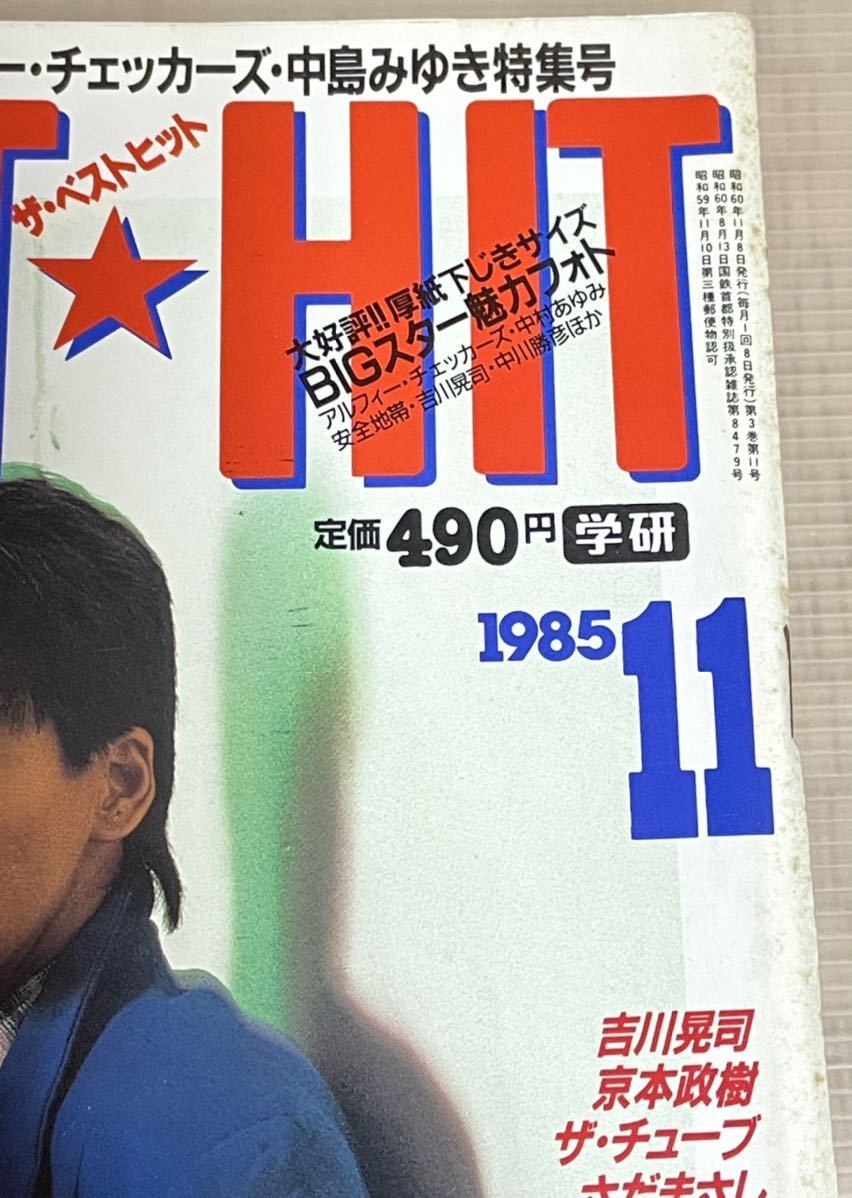 ー・チェッカーズ・中島みゆき特集号
T★HIT
ザ・ベストヒット
大好評!!厚紙下じきサイズ
BIGスター魅力フォト
アルフィー・チェッカーズ・中村あゆみ
安全地帯・吉川晃司・中川勝彦ほか
昭和60年11月8日発行(毎月1回8日発行)第3巻第11号
昭和60年8月13日国鉄首都特別扱承認雑誌第8479号
昭和59年11月10日第三種郵便物認可
定価490円 学研
1985 11
吉川晃司
京本政樹
ザ・チューブ
さだまさし